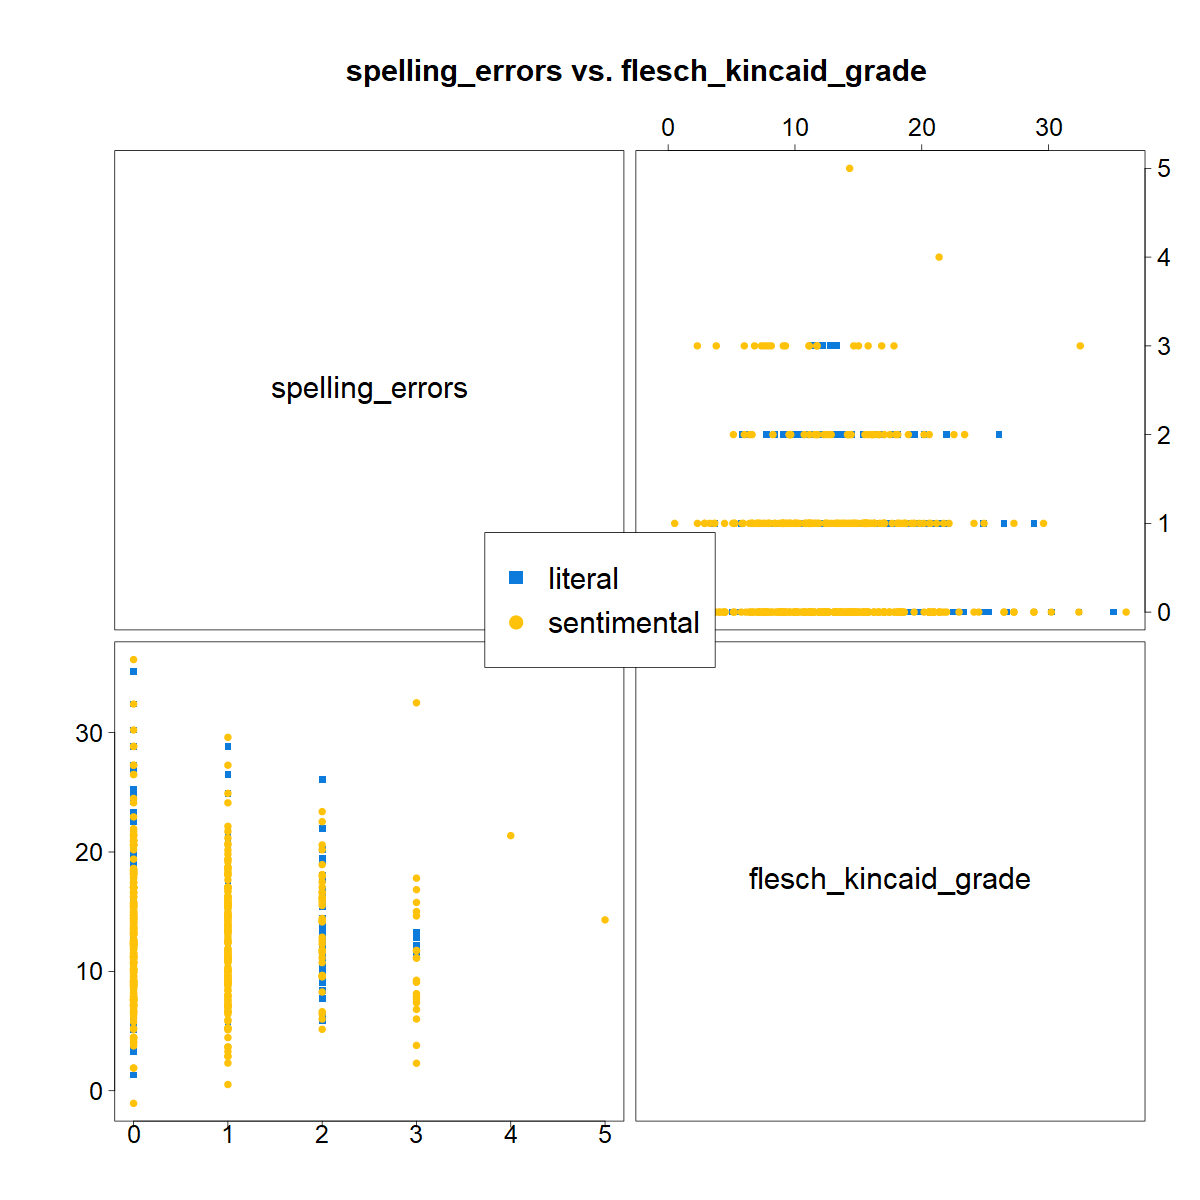 spelling_errors vs. flesch_kincaid_grade
0 10 20 30
5
4
3
2
1
0
spelling_errors
literal
sentimental
30
20
10
0
flesch_kincaid_grade
0 1 2 3 4 5